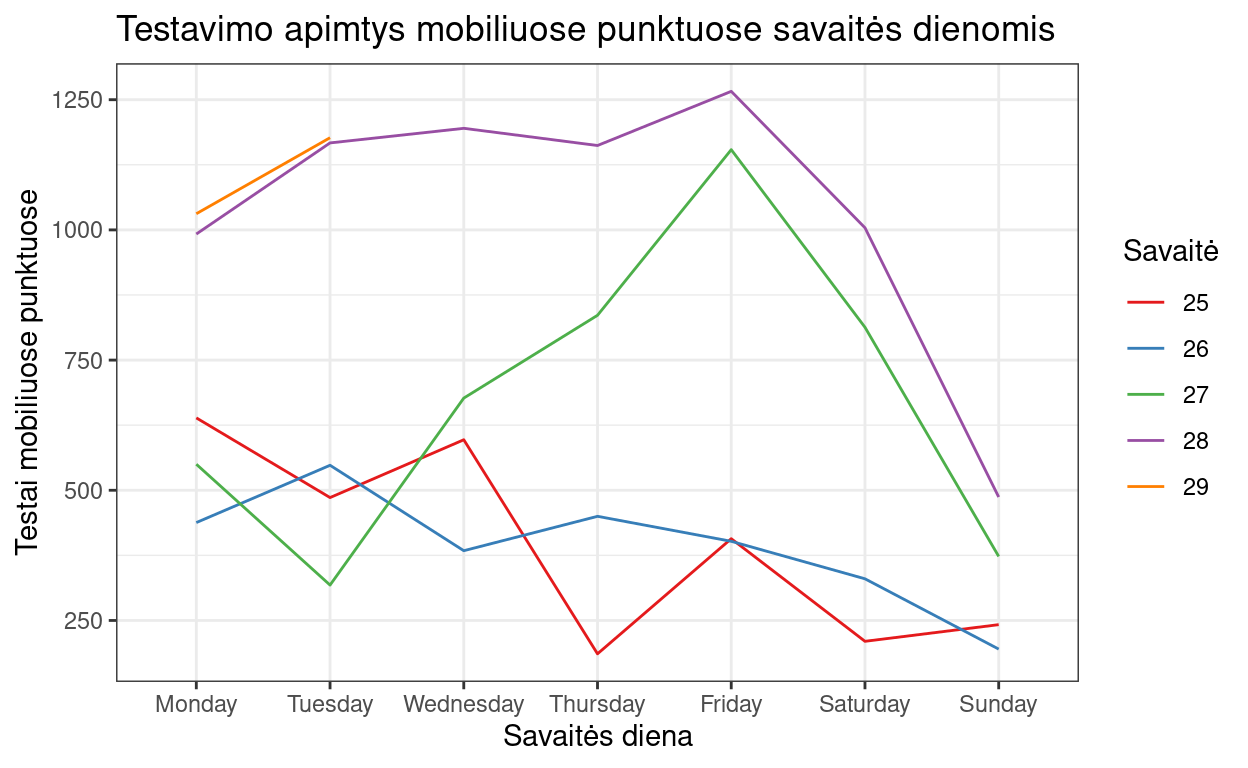 Testavimo apimtys mobiliuose punktuose savaitės dienomis
Testai mobiliuose punktuose
1250
1000
750
500
250
Monday Tuesday Wednesday Thursday Friday Saturday Sunday
Savaitės diena
Savaitė
25
26
27
28
29